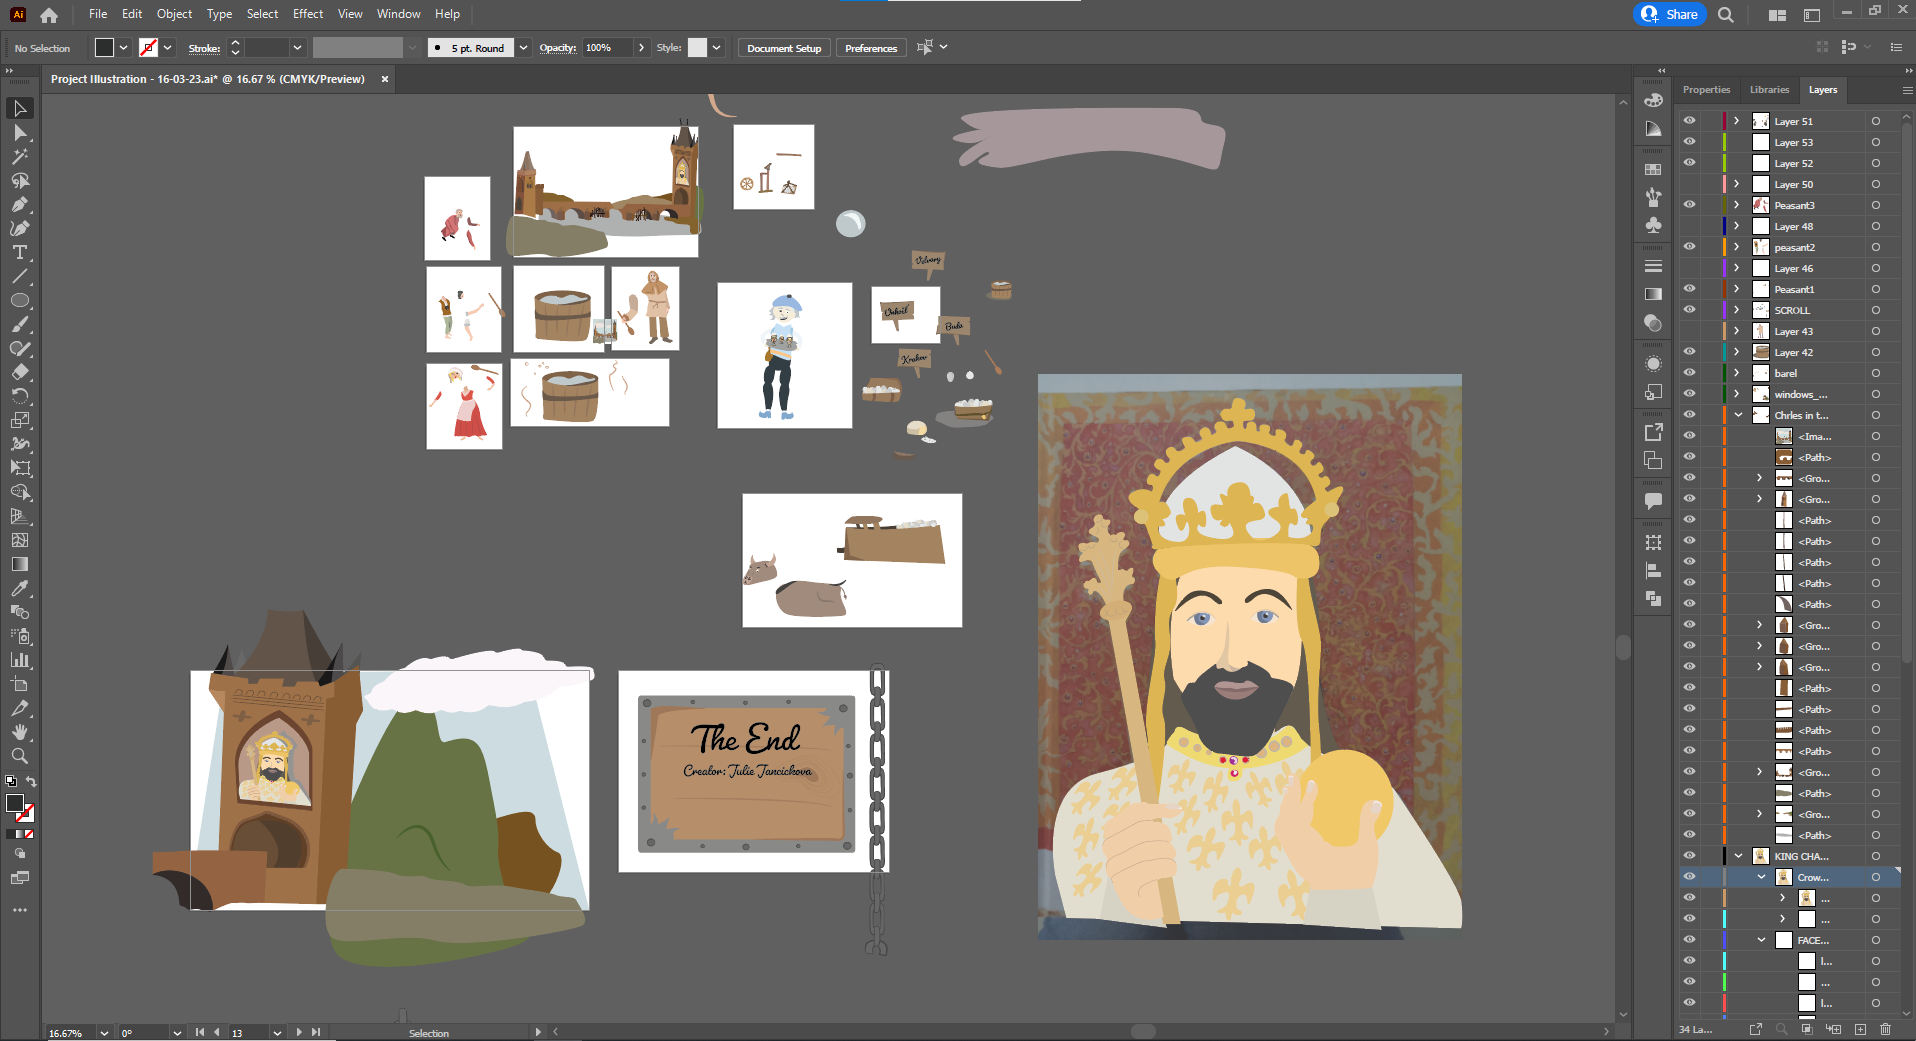 Ai
File Edit Object Type Select Effect View Window Help
Share
No Selection
Stroke:
5 pt. Round
Opacity: 100%
Style:
Document Setup
Preferences
Project Illustration - 16-03-23.ai* @ 16.67 % (CMYK/Preview)
Properties Libraries Layers
Layer 51
Layer 53
Layer 52
Layer 50
Peasant3
Layer 48
peasant2
Layer 46
Peasant1
SCROLL
Layer 43
Layer 42
barel
windows_...
Chrles in t...
<Ima...
<Path>
<Gro...
<Gro...
<Path>
<Path>
<Path>
<Path>
<Path>
<Gro...
<Gro...
<Gro...
<Path>
<Path>
<Path>
<Path>
<Gro...
<Path>
<Gro...
<Path>
KING CHA...
Crow...
...
...
FACE...
l...
...
l...
34 La...
Velvary
Buda
Krakov
The End
Creator: Julie Jancickova
16.67%
0°
13
Selection